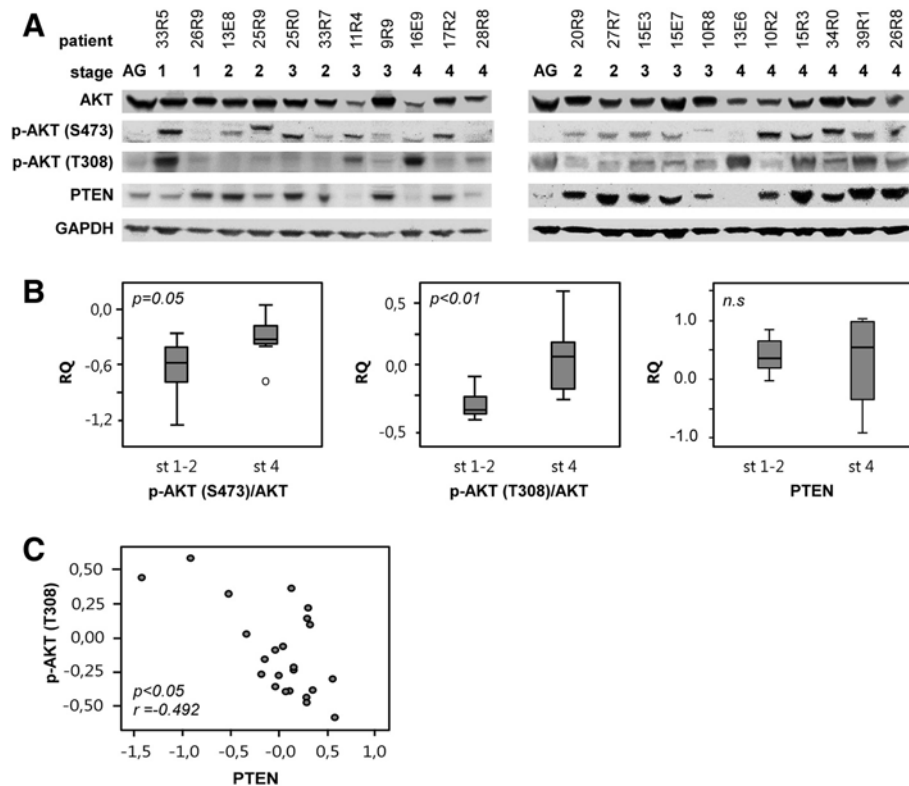 A
patient 33R5 26R9 13E8 25R9 25R0 33R7 11R4 9R9 16E9 17R2 28R8 20R9 27R7 15E3 15E7 10R8 13E6 10R2 15R3 34R0 39R1 26R8
stage AG 1 1 2 2 3 2 3 3 4 4 4 AG 2 2 3 3 3 4 4 4 4 4 4
AKT
p-AKT (S473)
p-AKT (T308)
PTEN
GAPDH
B
p=0.05
0,0
-0,6
-1,2
RQ
st 1-2 st 4
p-AKT (S473)/AKT
p<0.01
0,5
0,0
-0,5
RQ
st 1-2 st 4
p-AKT (T308)/AKT
n.s
1.0
0.0
-1.0
RQ
st 1-2 st 4
PTEN
C
0,50
0,25
0,00
-0,25
-0,50
p-AKT (T308)
p<0.05
r =-0.492
-1,5 -1,0 -0,5 -0,0 0,5 1,0
PTEN